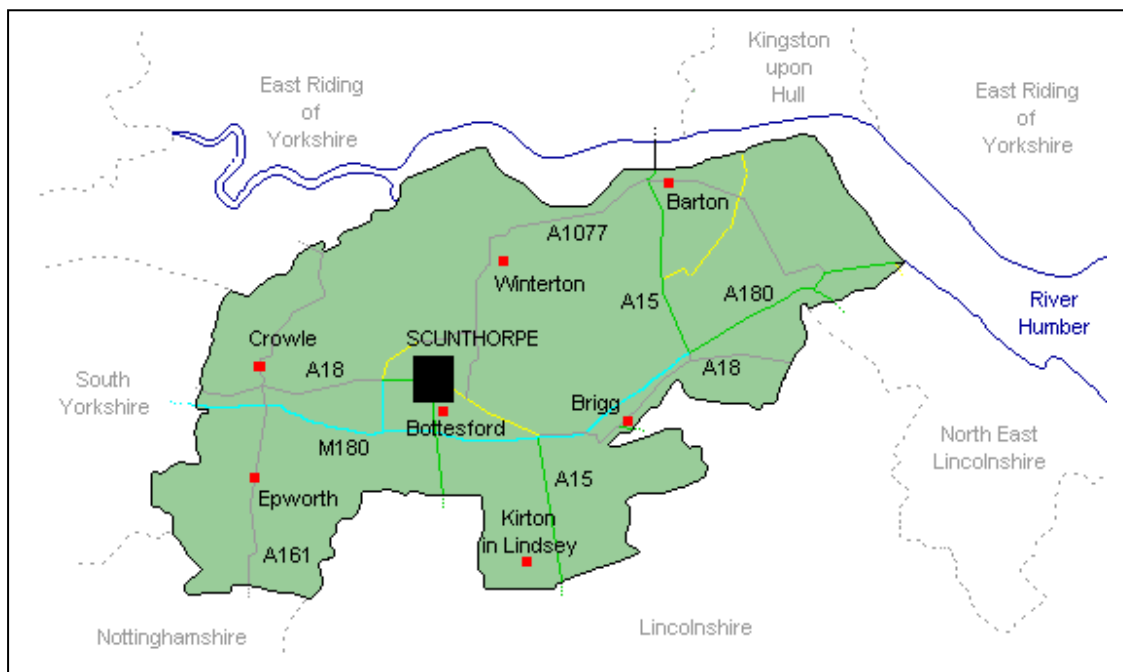 Kingston
upon
Hull
East Riding
of
Yorkshire
East Riding
of
Yorkshire
Barton
A1077
Winterton
A15
A180
River
Humber
SCUNTHORPE
Crowle
A18
A18
South
Yorkshire
Brigg
Bottesford
M180
North East
Lincolnshire
A15
Epworth
Kirton
in Lindsey
A161
Nottinghamshire
Lincolnshire